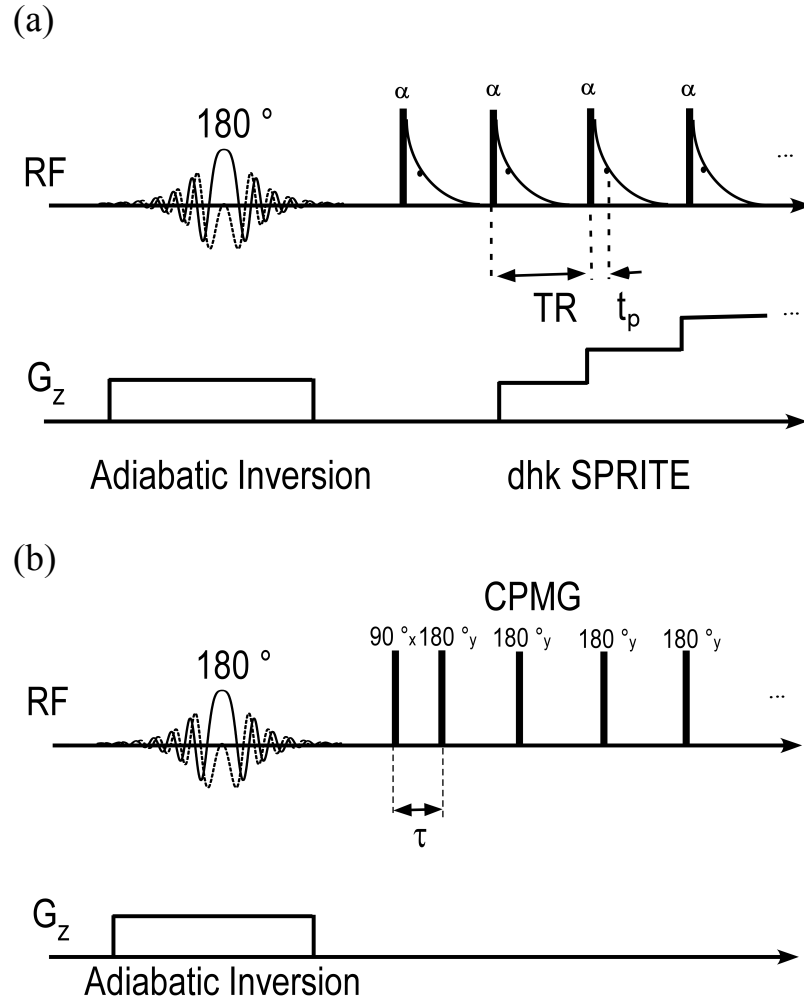 (a)
α α α α
180 °
RF
...
TR tₚ
...
G_z
Adiabatic Inversion dhk SPRITE
(b)
CPMG
90 °ₓ 180 °y 180 °y 180 °y 180 °y
180 °
RF
...
τ
G_z
Adiabatic Inversion